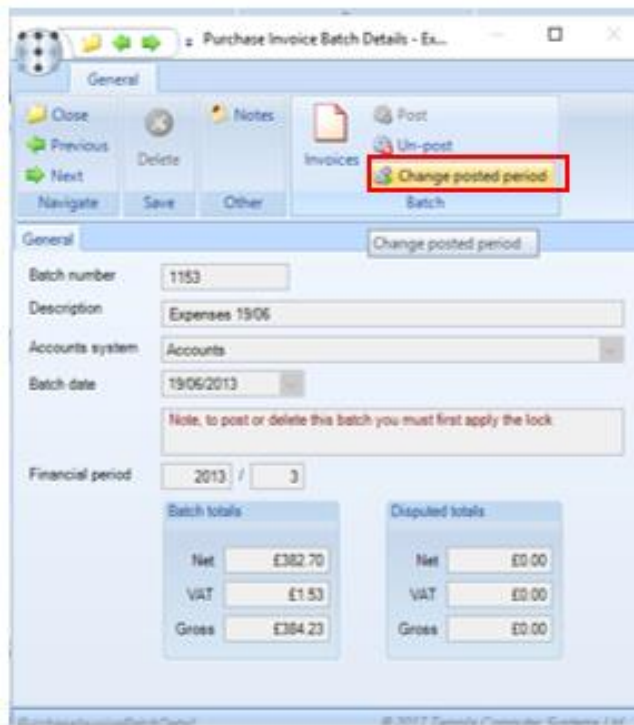 Purchase Invoice Batch Details - Ex...
General
Close
Previous
Next
Navigate
Delete
Save
Notes
Other
Invoices
Post
Un-post
Change posted period
Batch
General
Change posted period
Batch number 1153
Description Expenses 19/06
Accounts system Accounts
Batch date 19/06/2013
Note, to post or delete this batch you must first apply the lock
Financial period 2013 / 3
Batch totals
Net £382.70
VAT £1.53
Gross £384.23
Disputed totals
Net £0.00
VAT £0.00
Gross £0.00
© 2017 Computer Systems Ltd